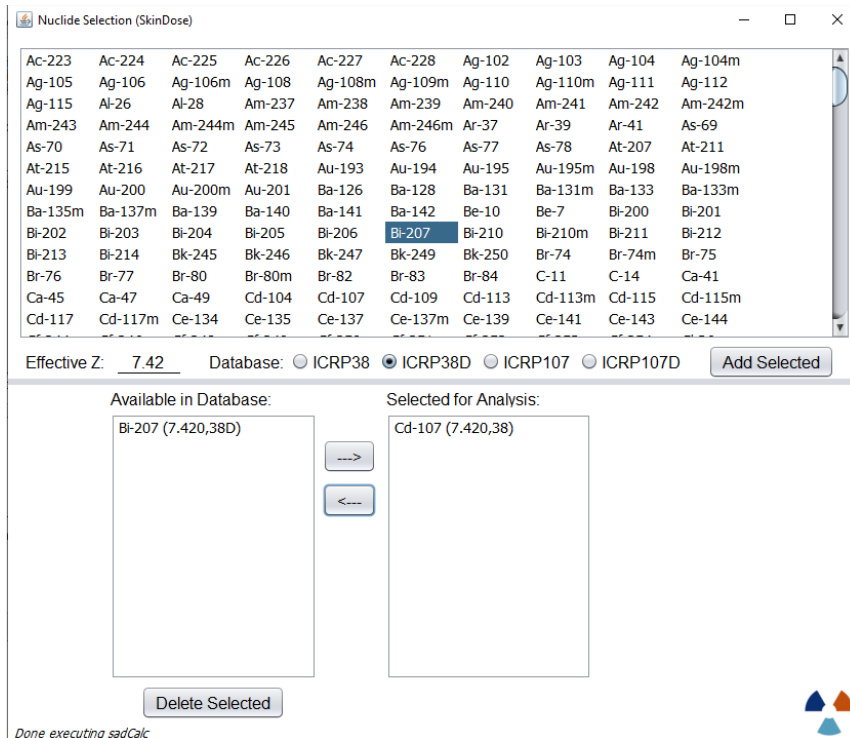 Nuclide Selection (SkinDose)
Ac-223 Ac-224 Ac-225 Ac-226 Ac-227 Ac-228 Ag-102 Ag-103 Ag-104 Ag-104m
Ag-105 Ag-106 Ag-106m Ag-108 Ag-108m Ag-109m Ag-110 Ag-110m Ag-111 Ag-112
Ag-115 Al-26 Al-28 Am-237 Am-238 Am-239 Am-240 Am-241 Am-242 Am-242m
Am-243 Am-244 Am-244m Am-245 Am-246 Am-246m Ar-37 Ar-39 Ar-41 As-69
As-70 As-71 As-72 As-73 As-74 As-76 As-77 As-78 At-207 At-211
At-215 At-216 At-217 At-218 Au-193 Au-194 Au-195 Au-195m Au-198 Au-198m
Au-199 Au-200 Au-200m Au-201 Ba-126 Ba-128 Ba-131 Ba-131m Ba-133 Ba-133m
Ba-135m Ba-137m Ba-139 Ba-140 Ba-141 Ba-142 Be-10 Be-7 Bi-200 Bi-201
Bi-202 Bi-203 Bi-204 Bi-205 Bi-206 Bi-207 Bi-210 Bi-210m Bi-211 Bi-212
Bi-213 Bi-214 Bk-245 Bk-246 Bk-247 Bk-249 Bk-250 Br-74 Br-74m Br-75
Br-76 Br-77 Br-80 Br-80m Br-82 Br-83 Br-84 C-11 C-14 Ca-41
Ca-45 Ca-47 Ca-49 Cd-104 Cd-107 Cd-109 Cd-113 Cd-113m Cd-115 Cd-115m
Cd-117 Cd-117m Ce-134 Ce-135 Ce-137 Ce-137m Ce-139 Ce-141 Ce-143 Ce-144
Effective Z: 7.42 Database: ICRP38 ICRP38D ICRP107 ICRP107D Add Selected
Available in Database: Selected for Analysis:
Bi-207 (7.420,38D) Cd-107 (7.420,38)
--->
<---
Delete Selected
Done executing sadCalc